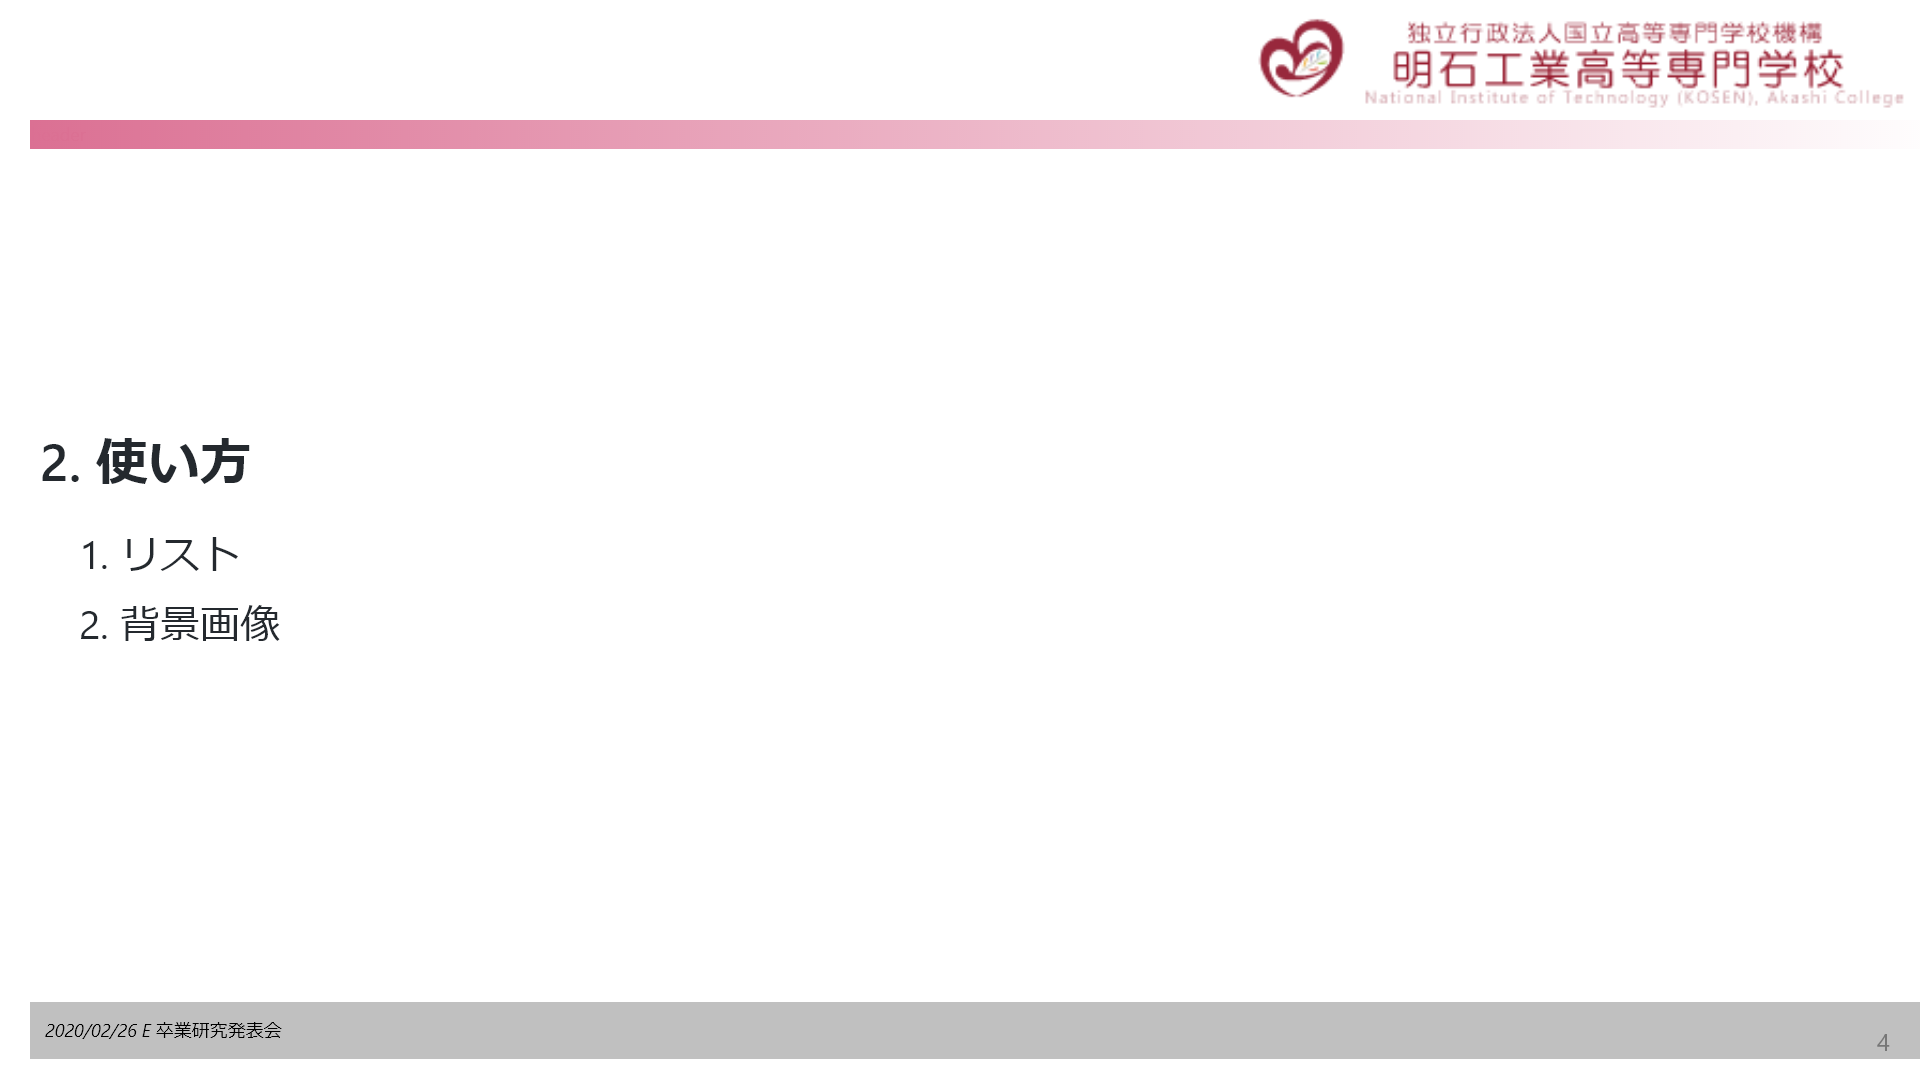 独立行政法人国立高等専門学校機構
明石工業高等専門学校
National Institute of Technology (KOSEN), Akashi College
2. 使い方
1. リスト
2. 背景画像
2020/02/26 E 卒業研究発表会
4